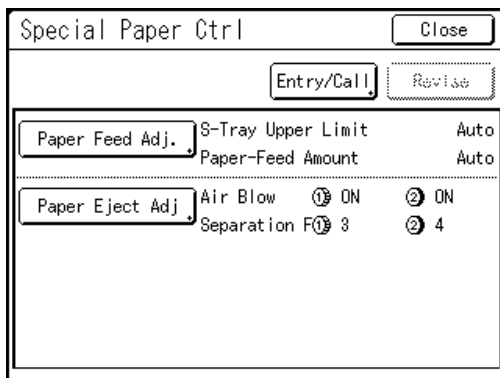 Special Paper Ctrl Close
Entry/Call Revise
Paper Feed Adj. S-Tray Upper Limit Auto
Paper-Feed Amount Auto
Paper Eject Adj Air Blow ① ON ② ON
Separation F① 3 ② 4